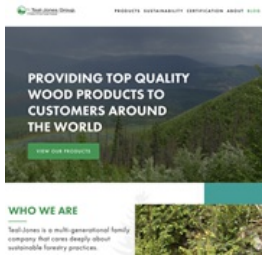 Teal-Jones Group
PRODUCTS SUSTAINABILITY CERTIFICATION ABOUT BLOG
PROVIDING TOP QUALITY
WOOD PRODUCTS TO
CUSTOMERS AROUND
THE WORLD
VIEW OUR PRODUCTS
WHO WE ARE
Teal-Jones is a multi-generational family
company that cares deeply about
sustainable forestry practices.